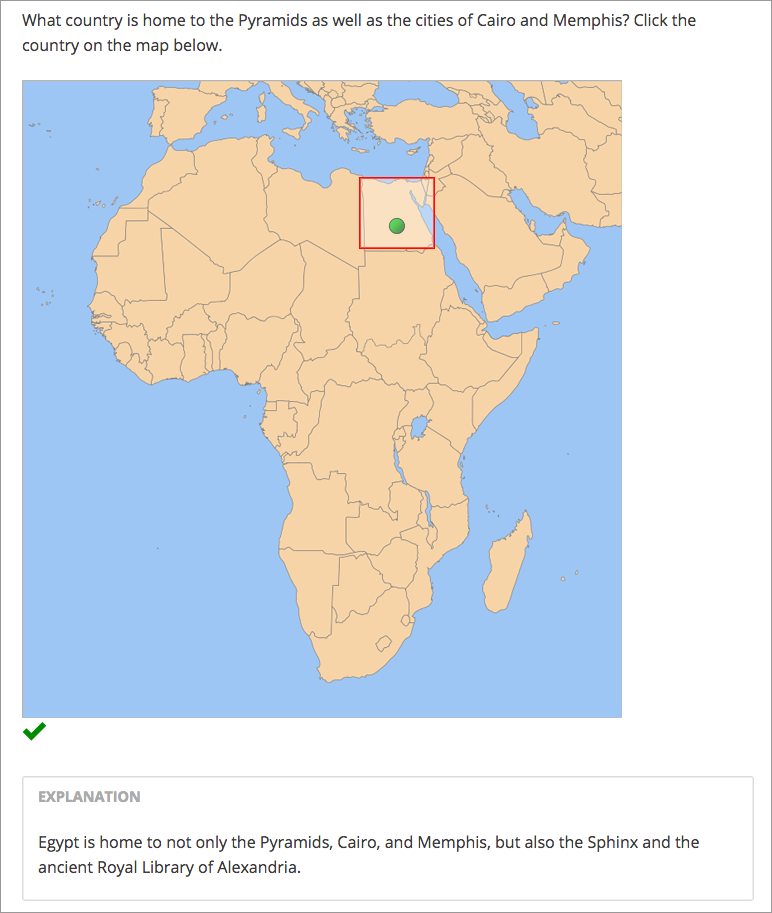 What country is home to the Pyramids as well as the cities of Cairo and Memphis? Click the
country on the map below.
EXPLANATION
Egypt is home to not only the Pyramids, Cairo, and Memphis, but also the Sphinx and the
ancient Royal Library of Alexandria.